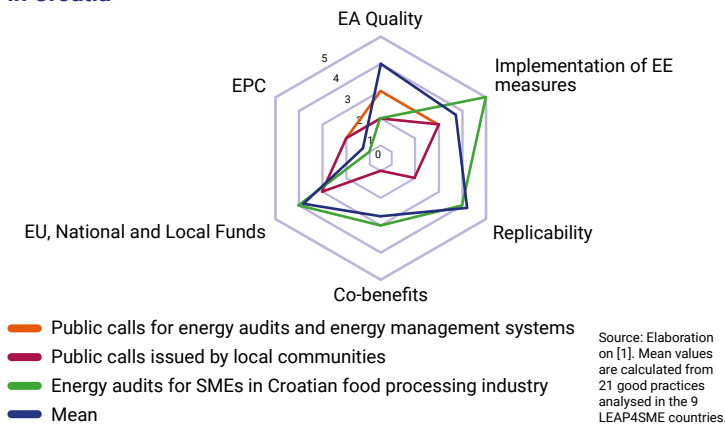 in Croatia
EA Quality
Implementation of EE
measures
EPC
5
4
3
2
1
0
EU, National and Local Funds
Replicability
Co-benefits
Public calls for energy audits and energy management systems
Public calls issued by local communities
Energy audits for SMEs in Croatian food processing industry
Mean
Source: Elaboration
on [1]. Mean values
are calculated from
21 good practices
analysed in the 9
LEAP4SME countries